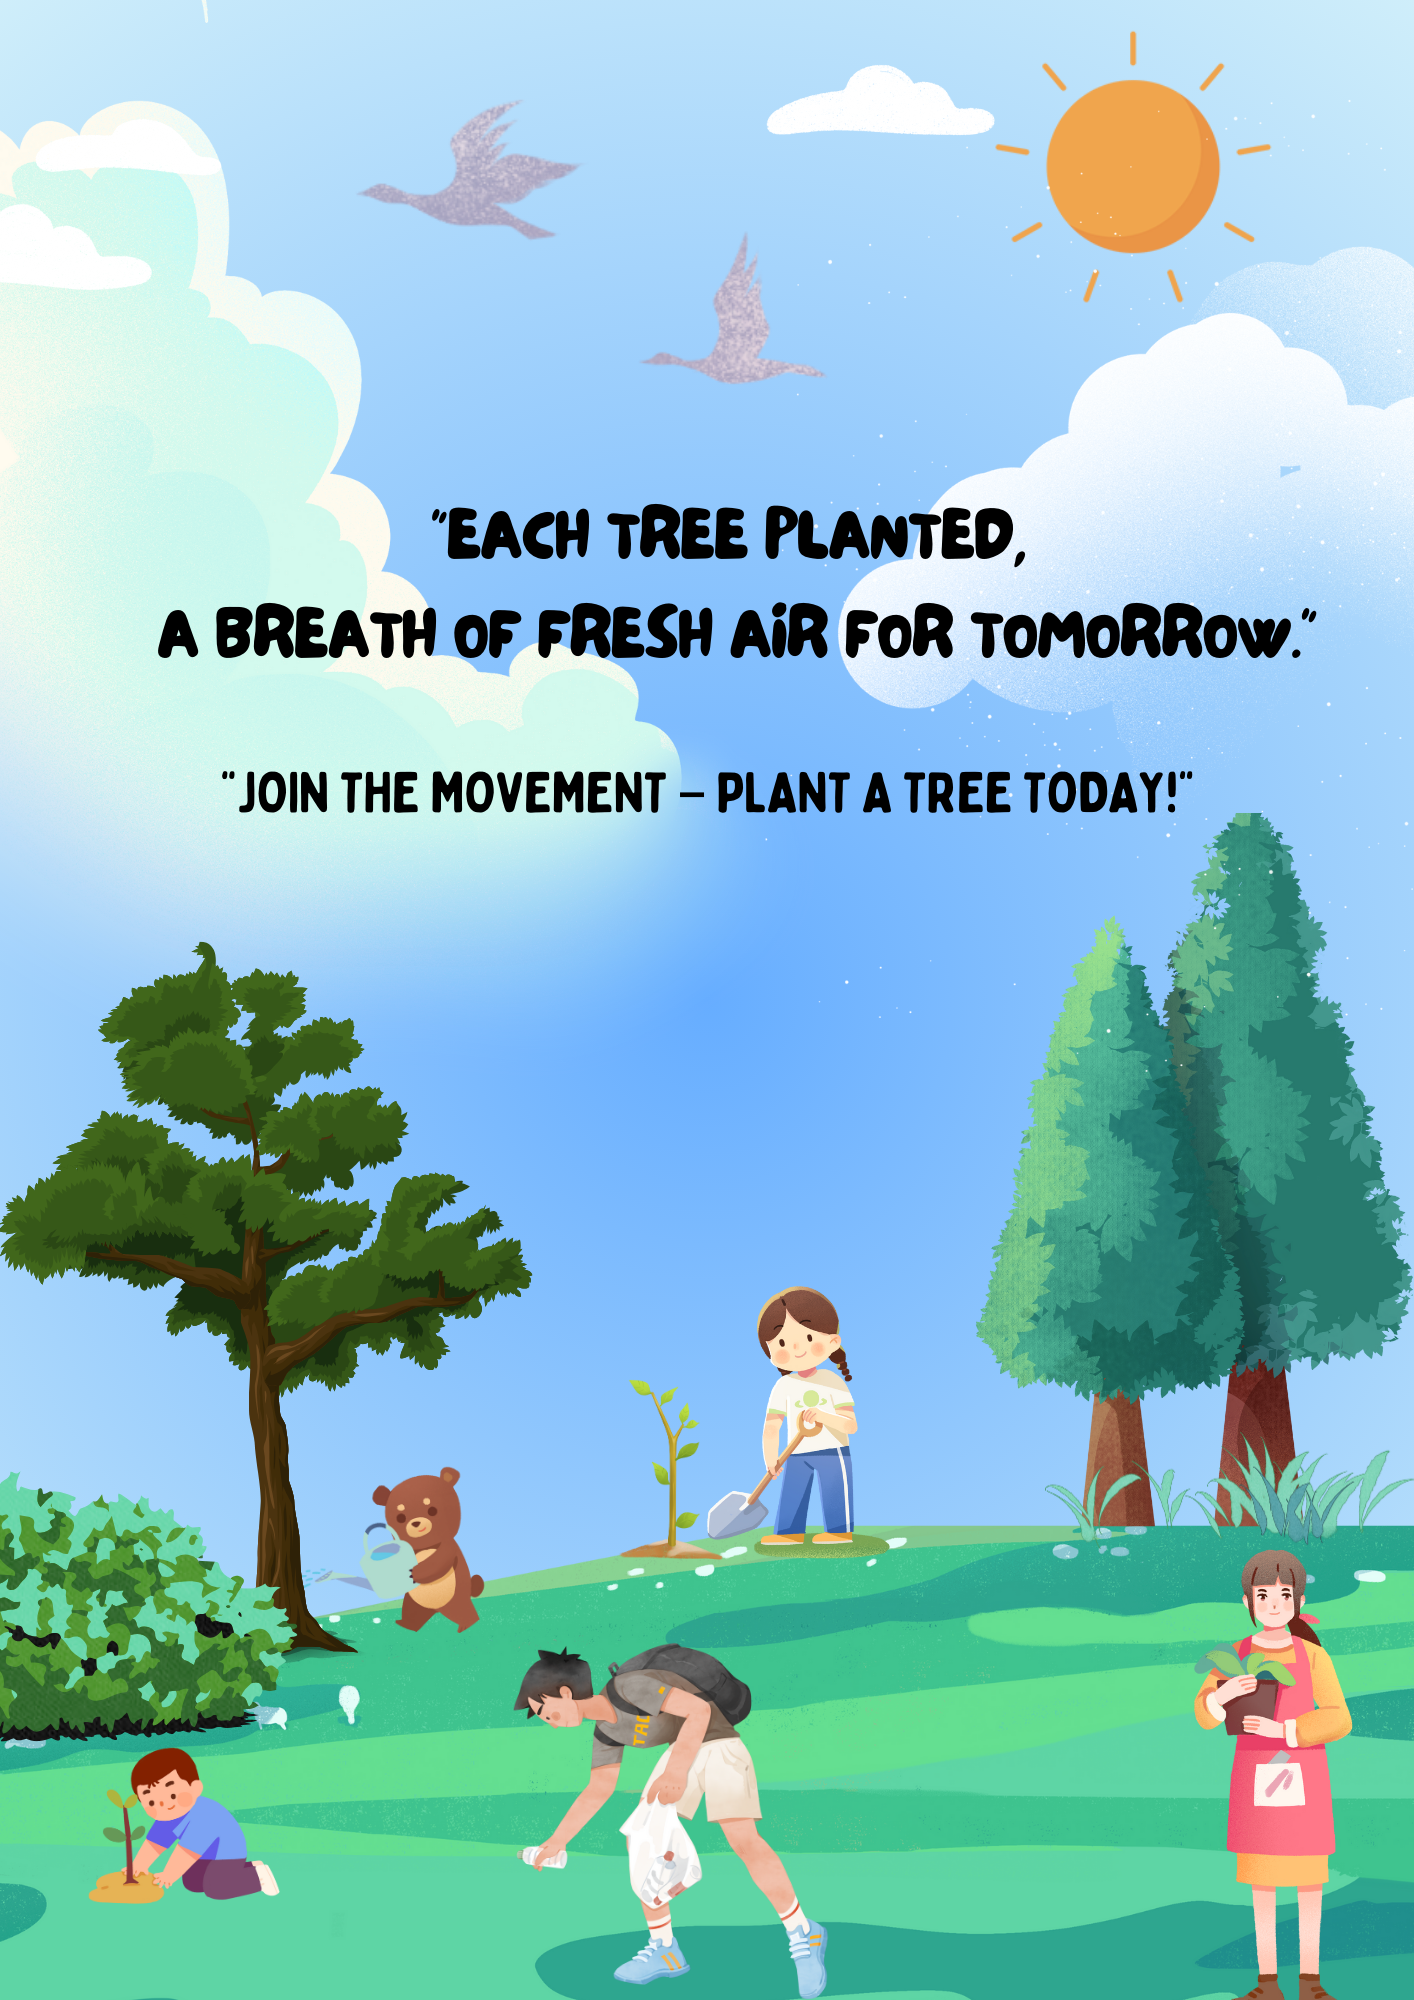 "EACH TREE PLANTED,
A BREATH OF FRESH AIR FOR TOMORROW."
"JOIN THE MOVEMENT – PLANT A TREE TODAY!"